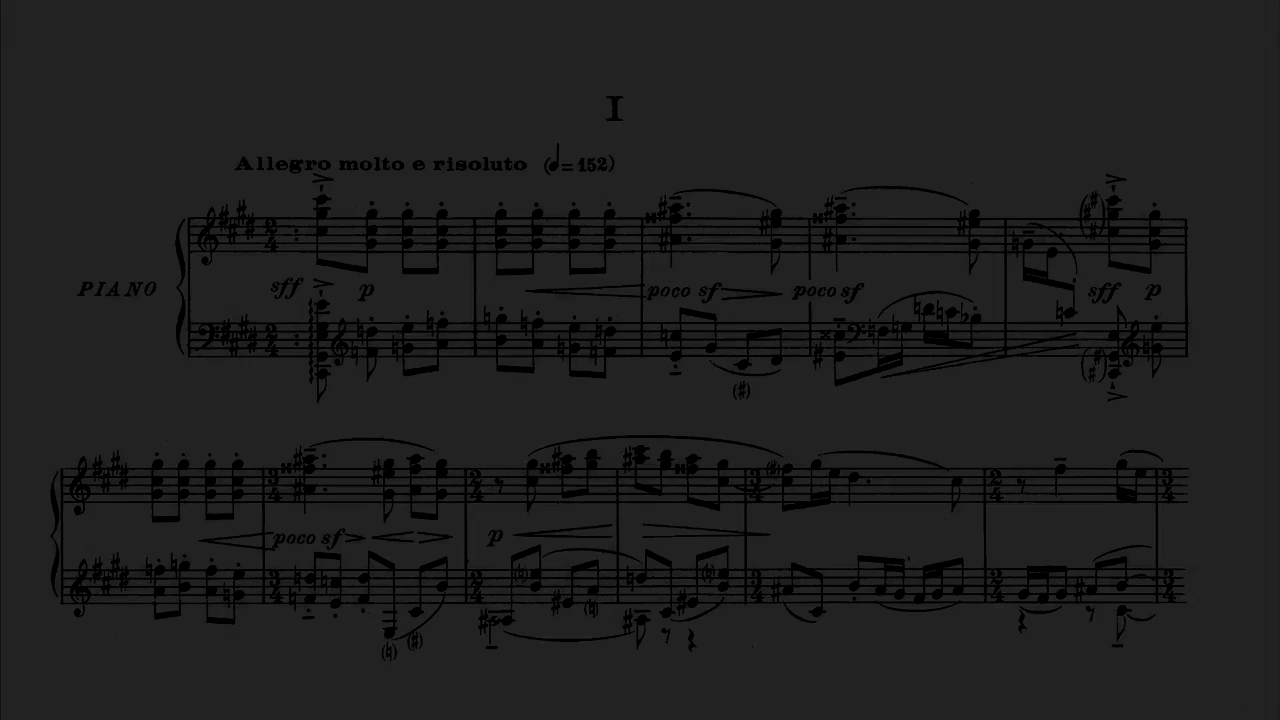 I
Allegro molto e risoluto (♩=152)
PIANO
sff p poco sf poco sf sff p
poco sf p